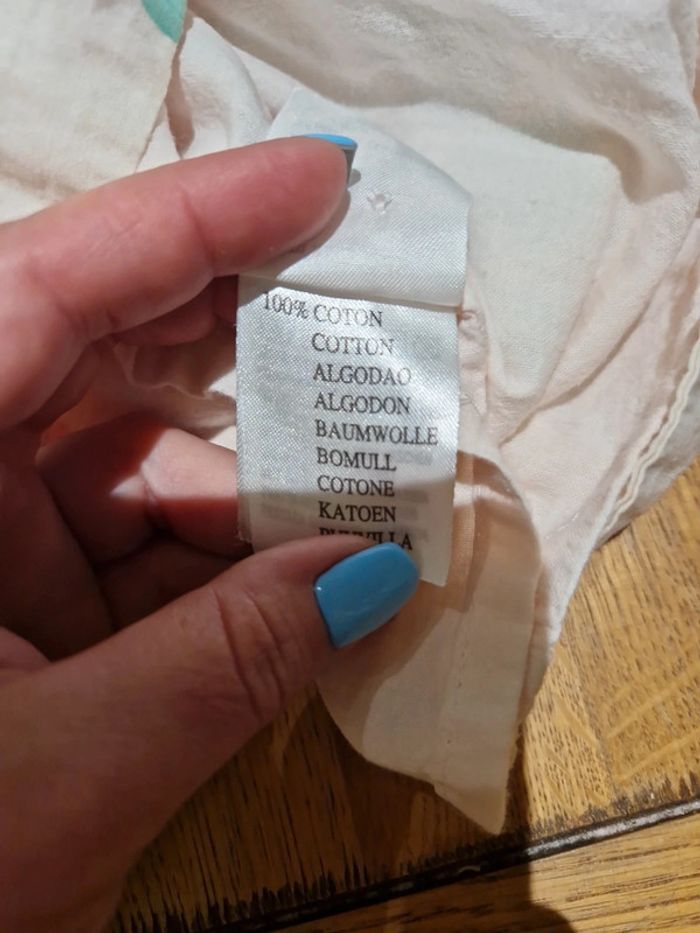 100% COTON
COTTON
ALGODAO
ALGODON
BAUMWOLLE
BOMULL
COTONE
KATOEN